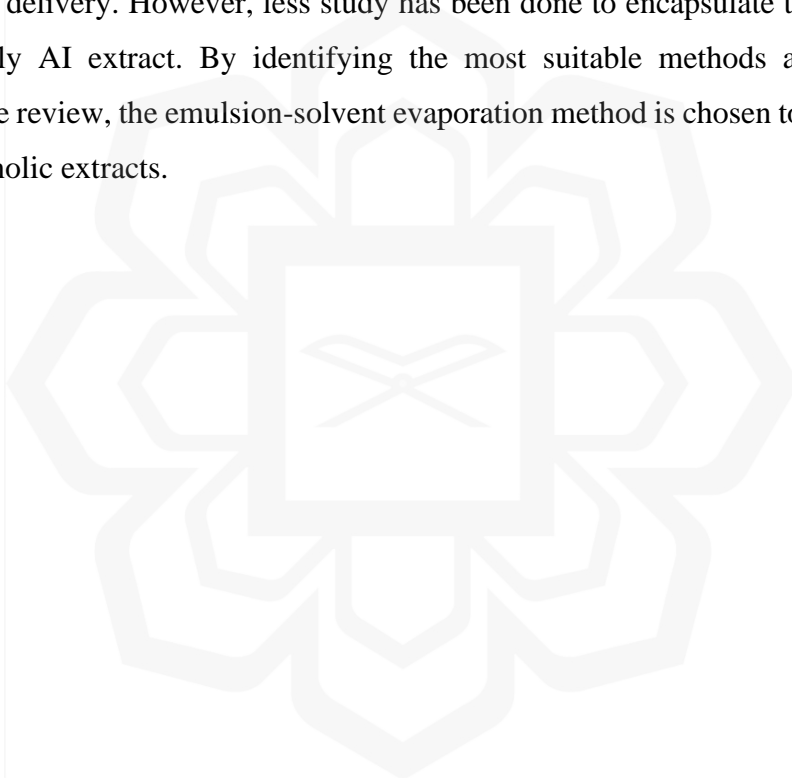 delivery. However, less study has been done to encapsulate
ly AI extract. By identifying the most suitable methods
e review, the emulsion-solvent evaporation method is chosen to
nolic extracts.